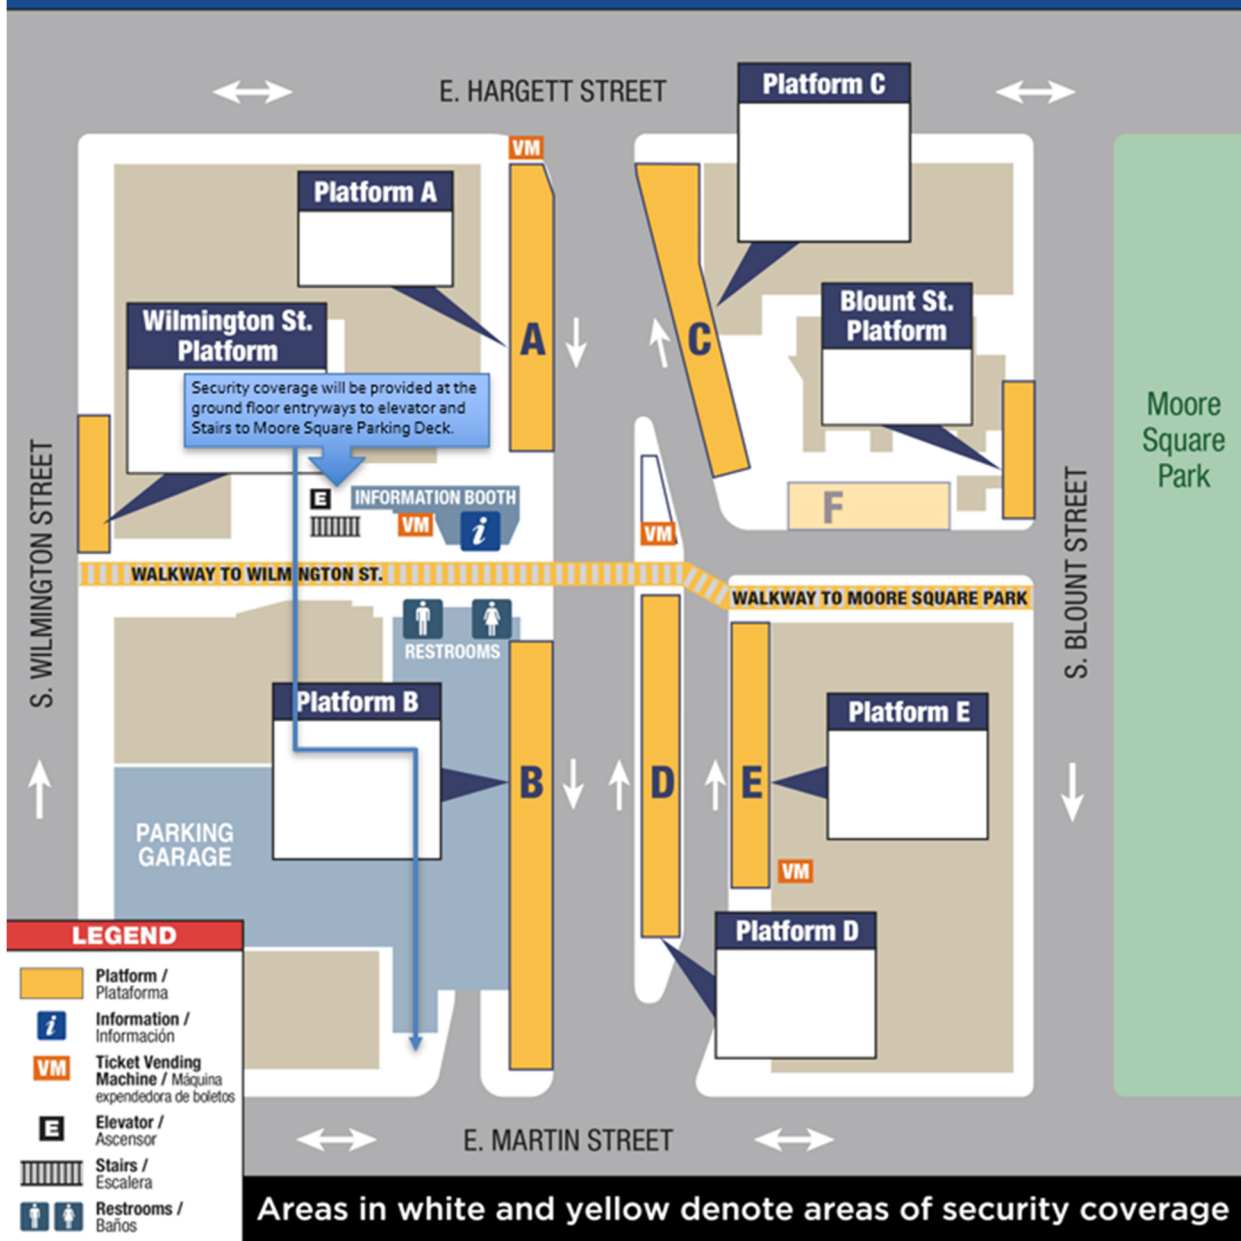 E. HARGETT STREET
Platform C
VM
Platform A
Wilmington St.
Platform
A
C
Blount St.
Platform
Security coverage will be provided at the
ground floor entryways to elevator and
Stairs to Moore Square Parking Deck.
Moore
Square
Park
S. WILMINGTON STREET
E
INFORMATION BOOTH
VM
i
VM
F
S. BLOUNT STREET
WALKWAY TO WILMINGTON ST.
WALKWAY TO MOORE SQUARE PARK
RESTROOMS
Platform B
Platform E
B
D
E
PARKING
GARAGE
VM
Platform D
LEGEND
Platform /
Plataforma
i
Information /
Información
VM
Ticket Vending
Machine / Máquina
expendedora de boletos
E
Elevator /
Ascensor
Stairs /
Escalera
Restrooms /
Baños
E. MARTIN STREET
Areas in white and yellow denote areas of security coverage